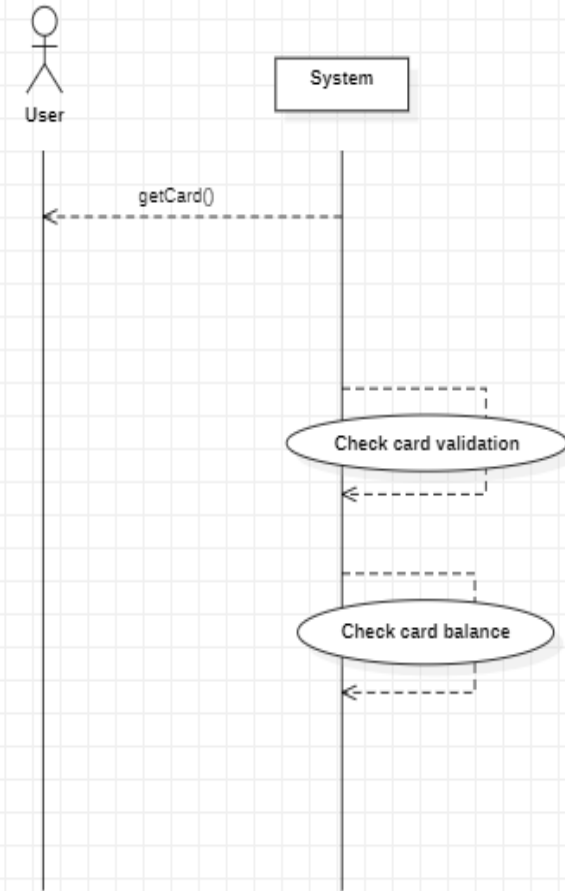 User
System
getCard()
Check card validation
Check card balance